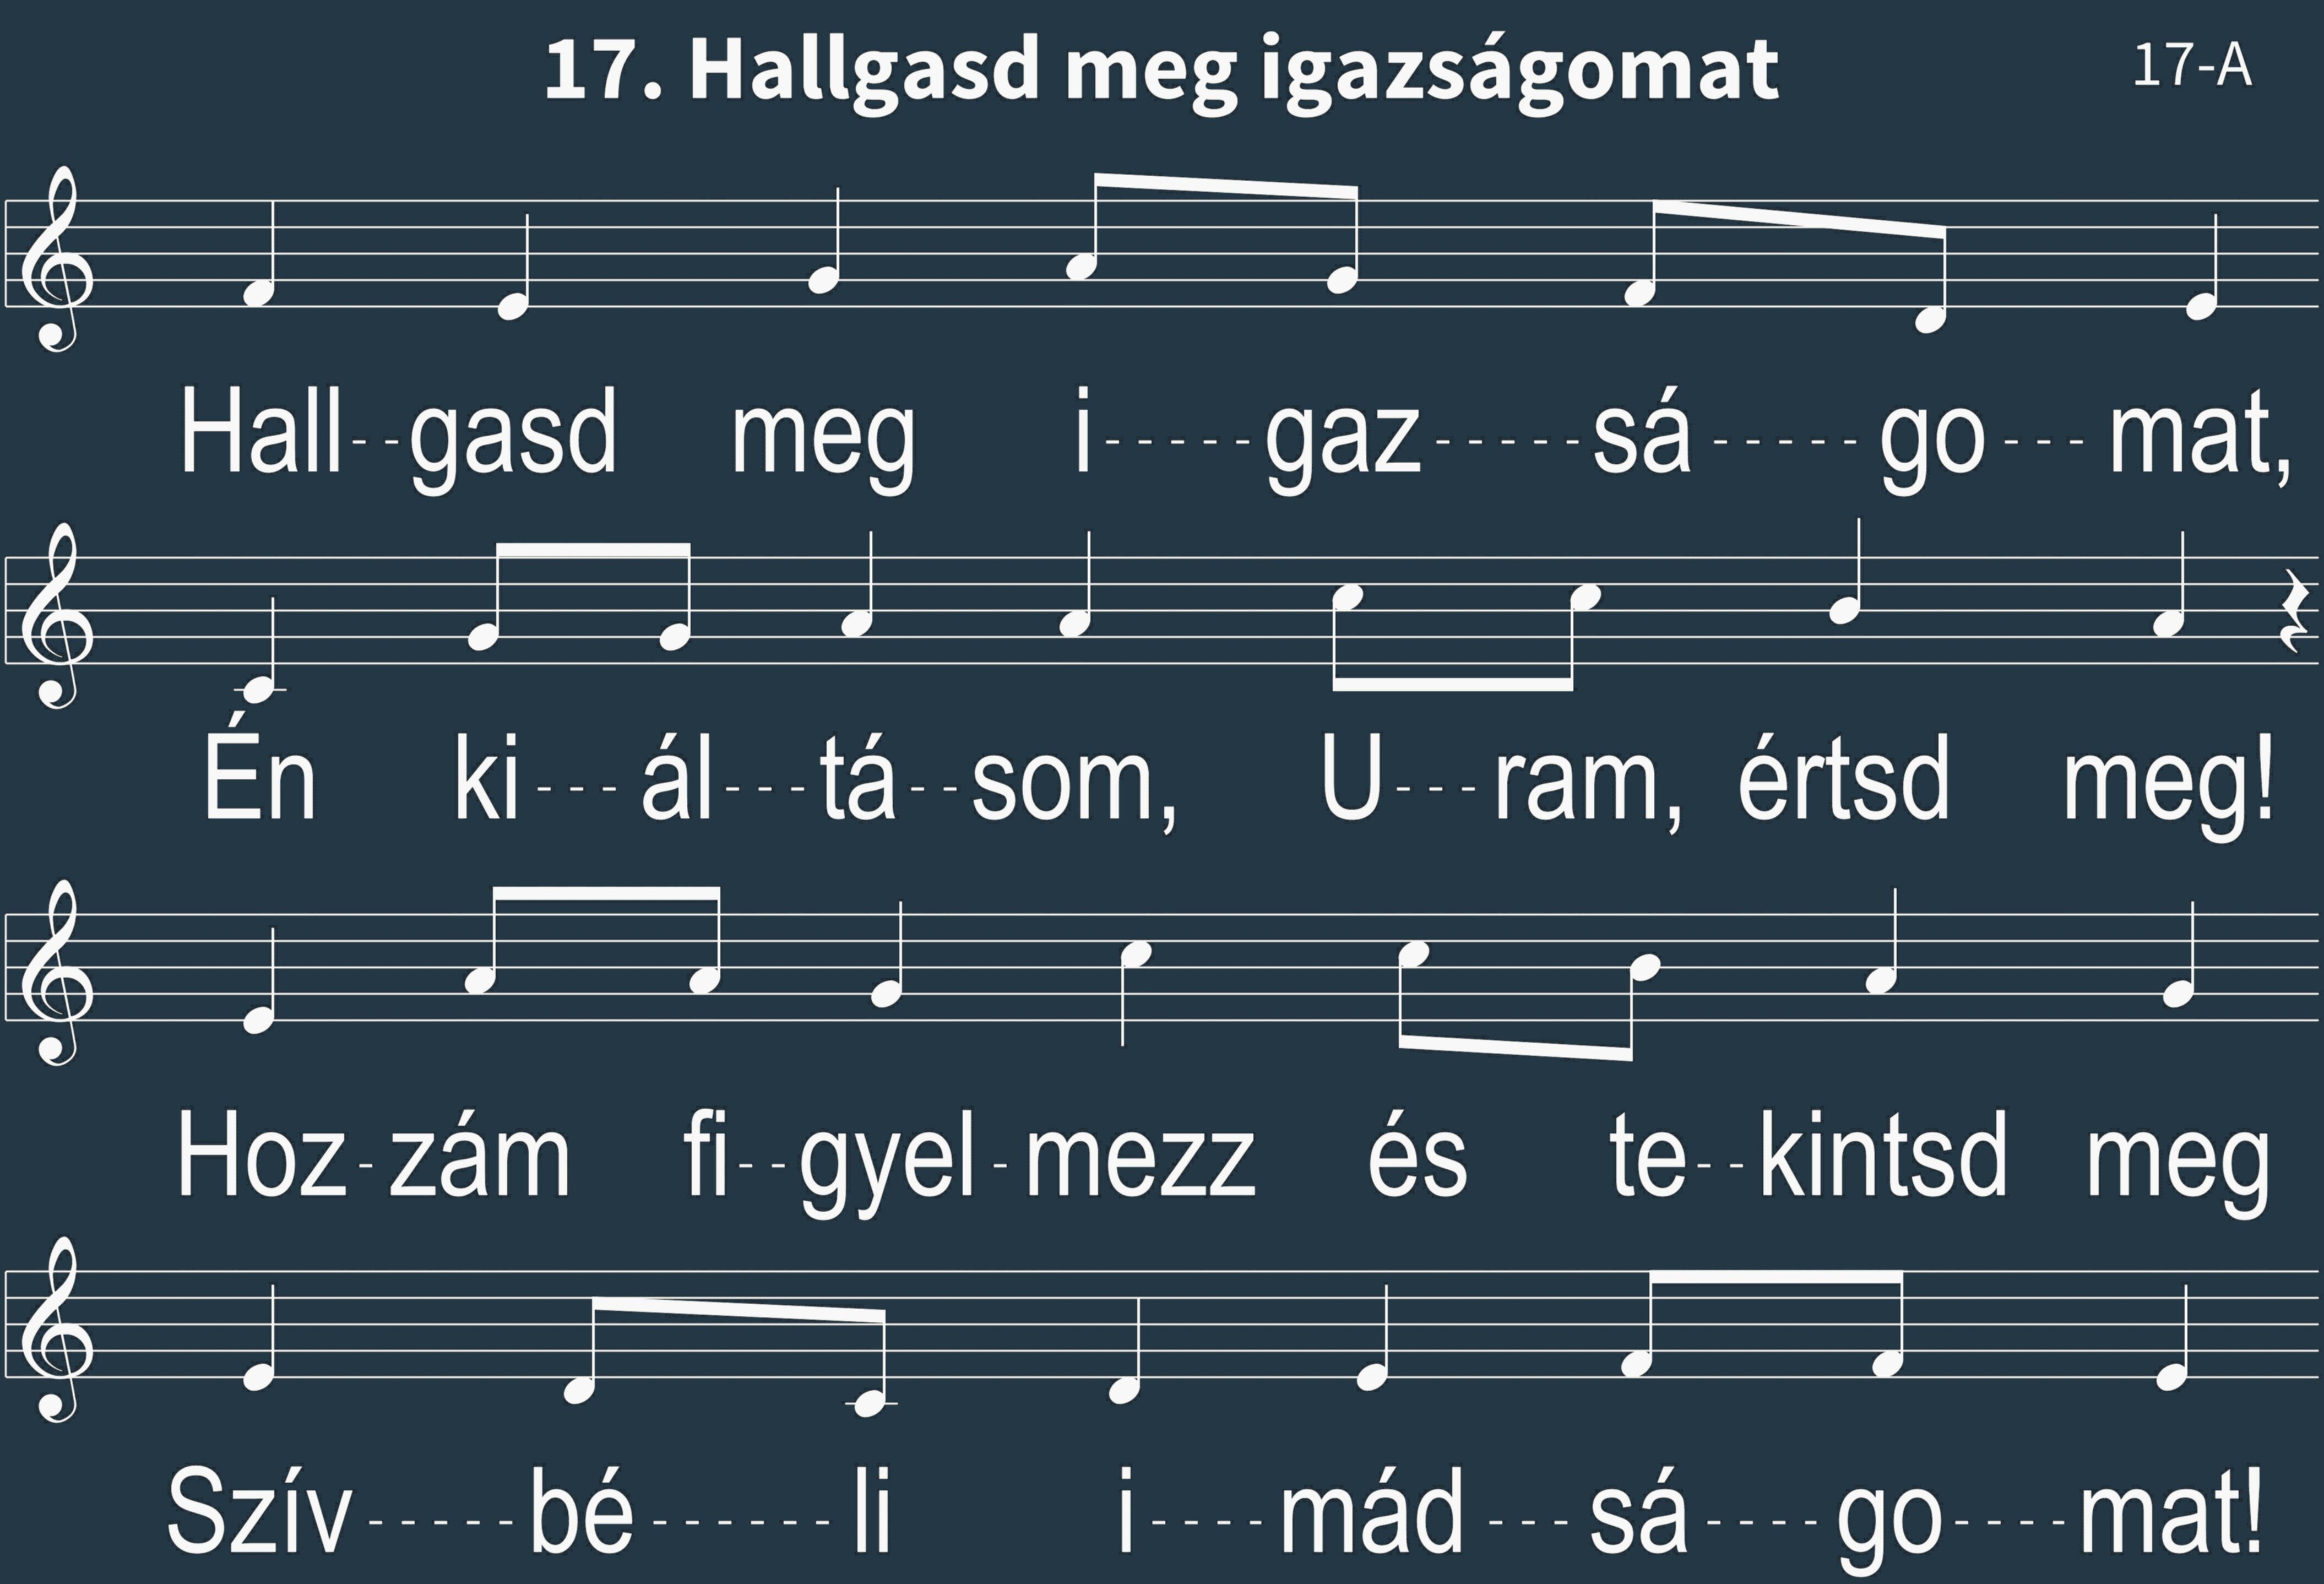 17. Hallgasd meg igazságomat
17-A
Hall--gasd meg i-----gaz-----sá-----go---mat,
Én ki---ál---tá--som, U---ram, értsd meg!
Hoz-zám fi--gyel-mezz és te--kintsd meg
Szív-----bé------li i----mád---sá----go----mat!